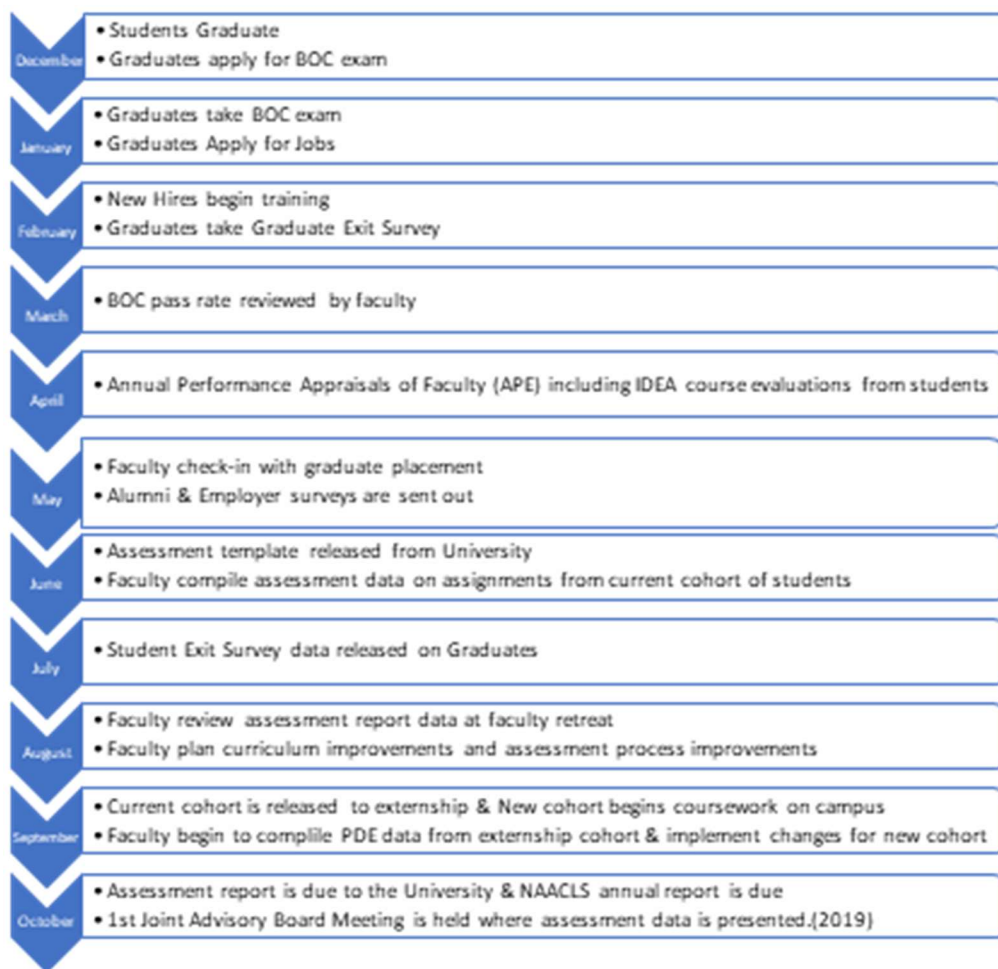 December
• Students Graduate
• Graduates apply for BOC exam
January
• Graduates take BOC exam
• Graduates Apply for Jobs
February
• New Hires begin training
• Graduates take Graduate Exit Survey
March
• BOC pass rate reviewed by faculty
April
• Annual Performance Appraisals of Faculty (APE) including IDEA course evaluations from students
May
• Faculty check-in with graduate placement
• Alumni & Employer surveys are sent out
June
• Assessment template released from University
• Faculty compile assessment data on assignments from current cohort of students
July
• Student Exit Survey data released on Graduates
August
• Faculty review assessment report data at faculty retreat
• Faculty plan curriculum improvements and assessment process improvements
September
• Current cohort is released to externship & New cohort begins coursework on campus
• Faculty begin to complile PDE data from externship cohort & implement changes for new cohort
October
• Assessment report is due to the University & NAACLS annual report is due
• 1st Joint Advisory Board Meeting is held where assessment data is presented.(2019)